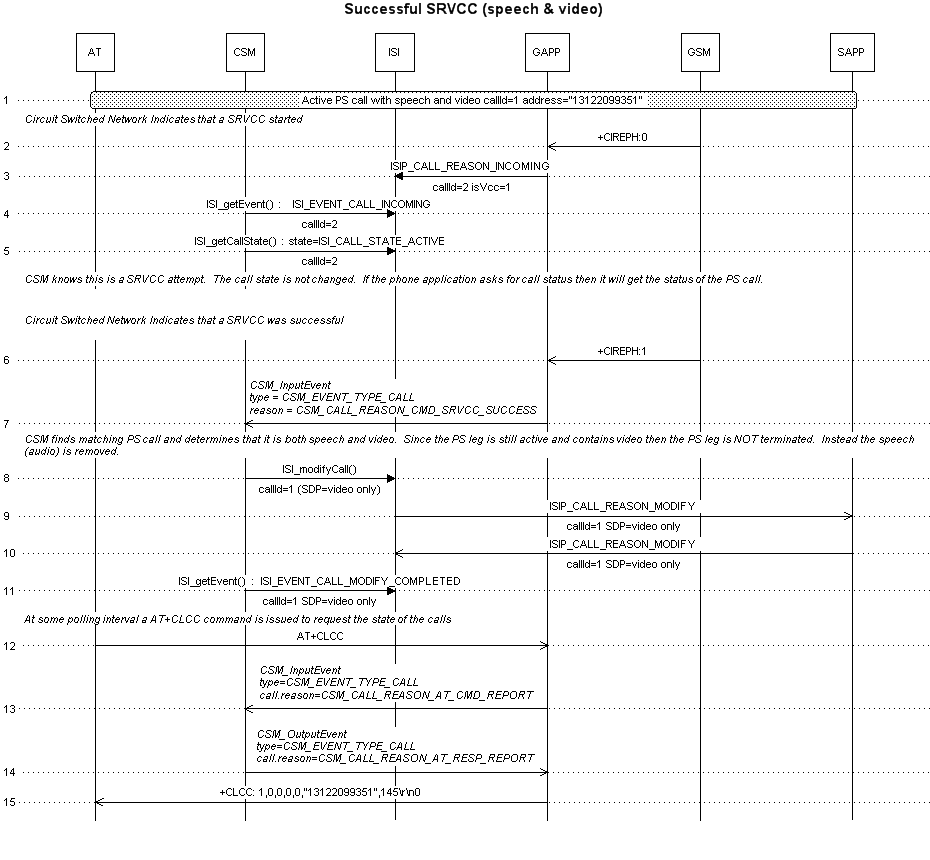 Successful SRVCC (speech & video)
AT
CSM
ISI
GAPP
GSM
SAPP
1
Active PS call with speech and video callId=1 address="13122099351"
Circuit Switched Network Indicates that a SRVCC started
+CIREPH:0
2
ISIP_CALL_REASON_INCOMING
3
callId=2 isVcc=1
ISI_getEvent() : ISI_EVENT_CALL_INCOMING
4
callId=2
ISI_getCallState() : state=ISI_CALL_STATE_ACTIVE
5
callId=2
CSM knows this is a SRVCC attempt. The call state is not changed. If the phone application asks for call status then it will get the status of the PS call.
Circuit Switched Network Indicates that a SRVCC was successful
+CIREPH:1
6
CSM_InputEvent
type = CSM_EVENT_TYPE_CALL
reason = CSM_CALL_REASON_CMD_SRVCC_SUCCESS
7
CSM finds matching PS call and determines that it is both speech and video. Since the PS leg is still active and contains video then the PS leg is NOT terminated. Instead the speech
(audio) is removed.
ISI_modifyCall()
8
callId=1 (SDP=video only)
ISIP_CALL_REASON_MODIFY
9
callId=1 SDP=video only
ISIP_CALL_REASON_MODIFY
10
callId=1 SDP=video only
ISI_getEvent() : ISI_EVENT_CALL_MODIFY_COMPLETED
11
callId=1 SDP=video only
At some polling interval a AT+CLCC command is issued to request the state of the calls
AT+CLCC
12
CSM_InputEvent
type=CSM_EVENT_TYPE_CALL
call.reason=CSM_CALL_REASON_AT_CMD_REPORT
13
CSM_OutputEvent
type=CSM_EVENT_TYPE_CALL
call.reason=CSM_CALL_REASON_AT_RESP_REPORT
14
+CLCC: 1,0,0,0,0,"13122099351",145\r\n0
15